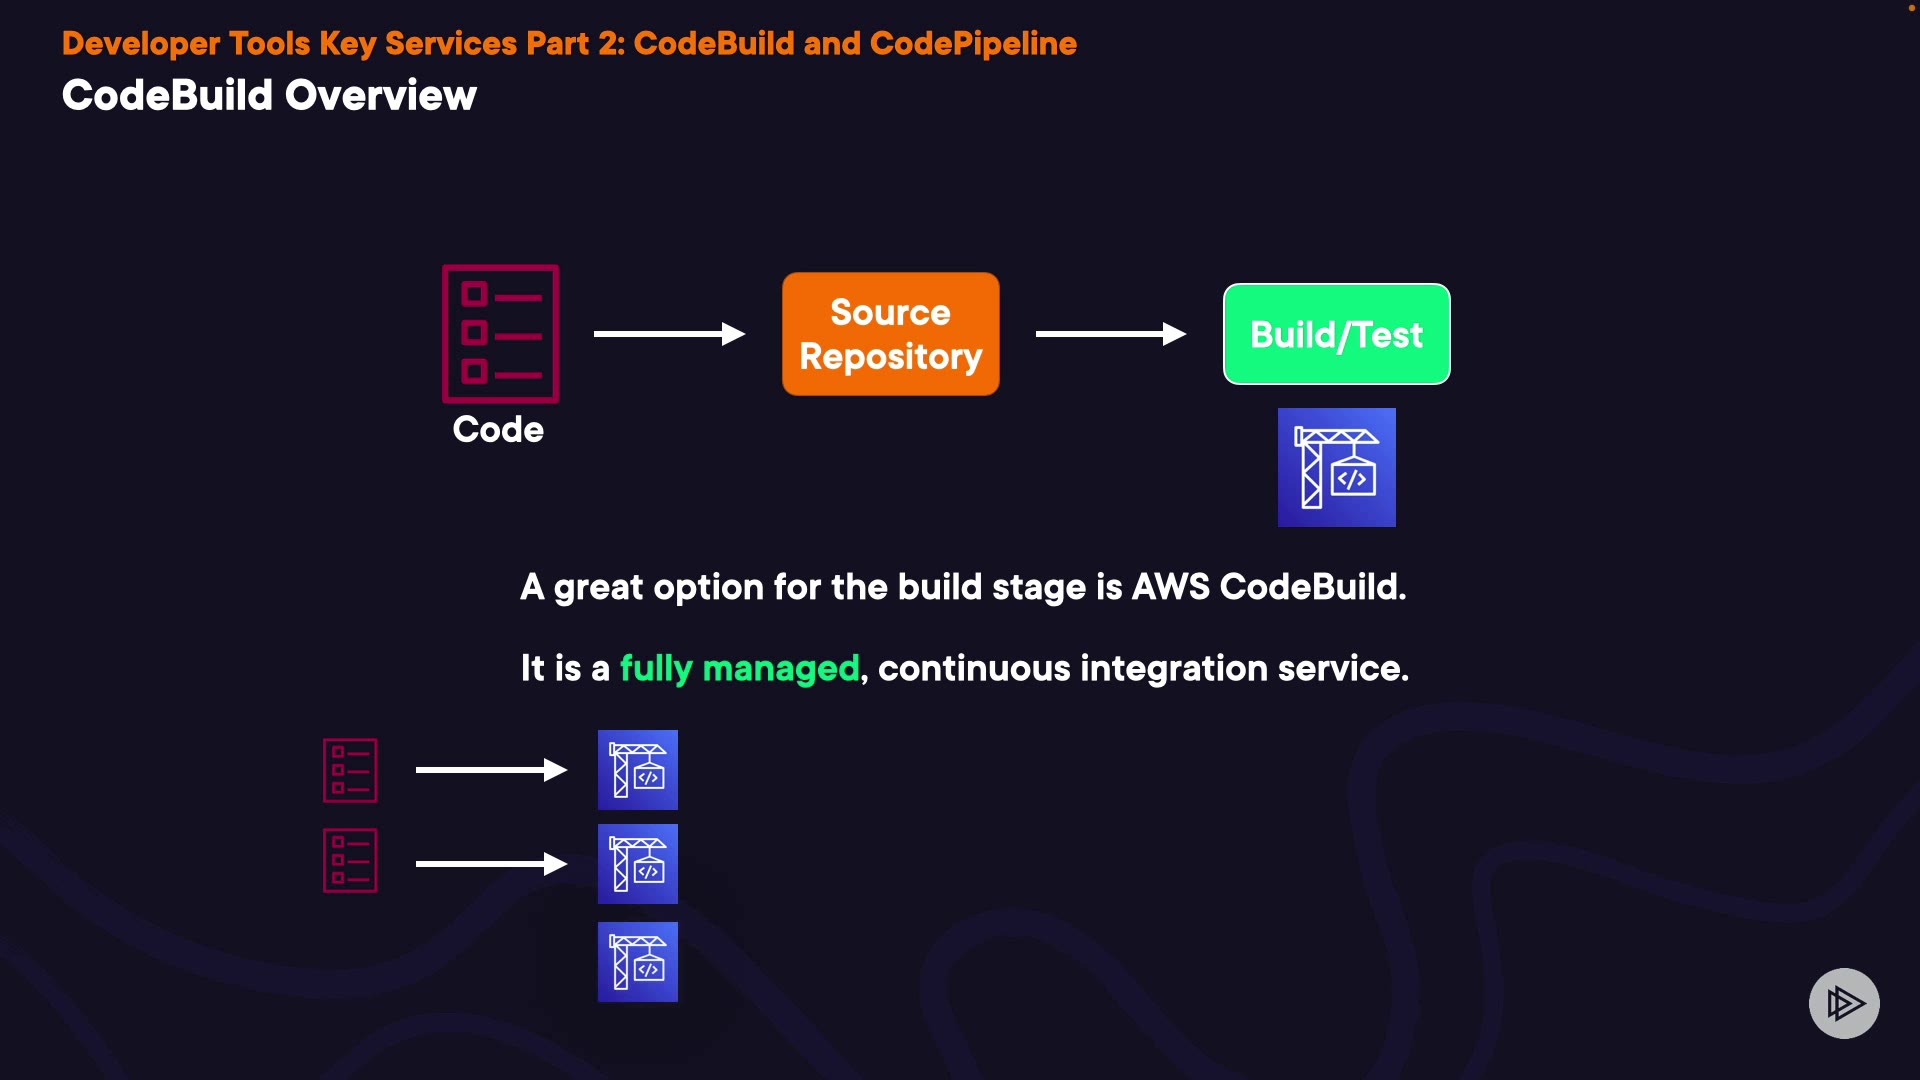 Developer Tools Key Services Part 2: CodeBuild and CodePipeline
CodeBuild Overview
Source
Repository
Build/Test
Code
</>
A great option for the build stage is AWS CodeBuild.
It is a fully managed, continuous integration service.
</>
</>
</>